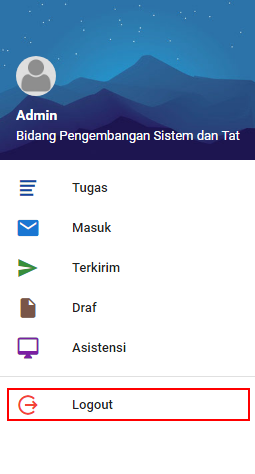 Admin
Bidang Pengembangan Sistem dan Tat
Tugas
Masuk
Terkirim
Draf
Asistensi
Logout